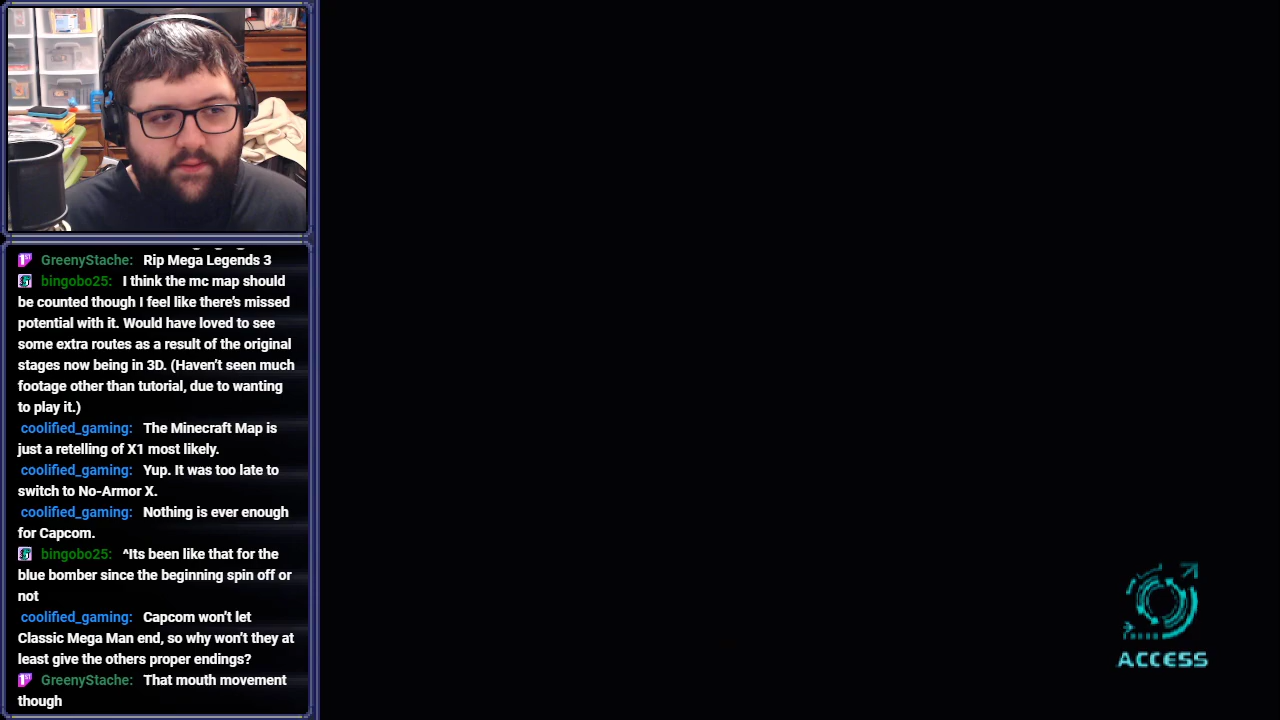 GreenyStache: Rip Mega Legends 3
bingobo25: I think the mc map should
be counted though I feel like there's missed
potential with it. Would have loved to see
some extra routes as a result of the original
stages now being in 3D. (Haven't seen much
footage other than tutorial, due to wanting
to play it.)
coolified_gaming: The Minecraft Map is
just a retelling of X1 most likely.
coolified_gaming: Yup. It was too late to
switch to No-Armor X.
coolified_gaming: Nothing is ever enough
for Capcom.
bingobo25: ^Its been like that for the
blue bomber since the beginning spin off or
not
coolified_gaming: Capcom won't let
Classic Mega Man end, so why won't they at
least give the others proper endings?
GreenyStache: That mouth movement
though
ACCESS